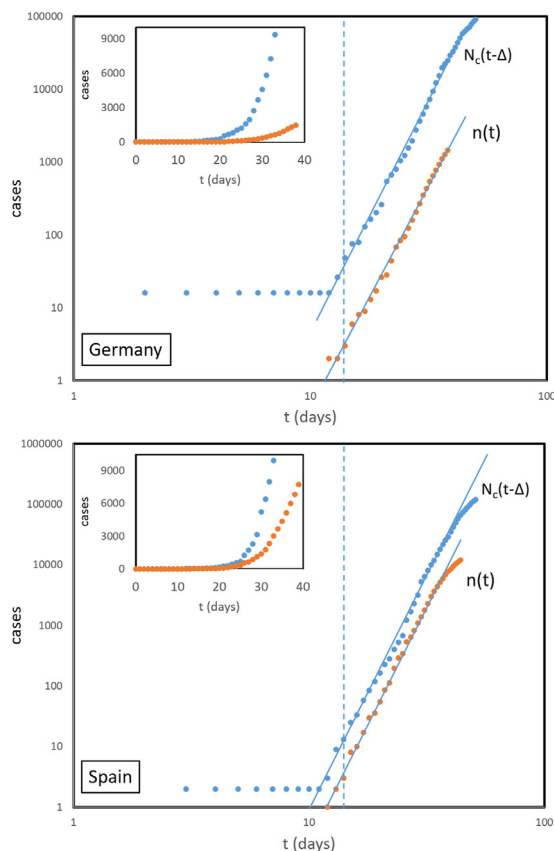 100000
10000
1000
100
10
1
cases
9000
6000
3000
0
cases
0 10 20 30 40
t (days)
Nc(t-Δ)
n(t)
Germany
1 10 100
t (days)
1000000
100000
10000
1000
100
10
1
cases
9000
6000
3000
0
cases
0 10 20 30 40
t (days)
Nc(t-Δ)
n(t)
Spain
1 10 100
t (days)